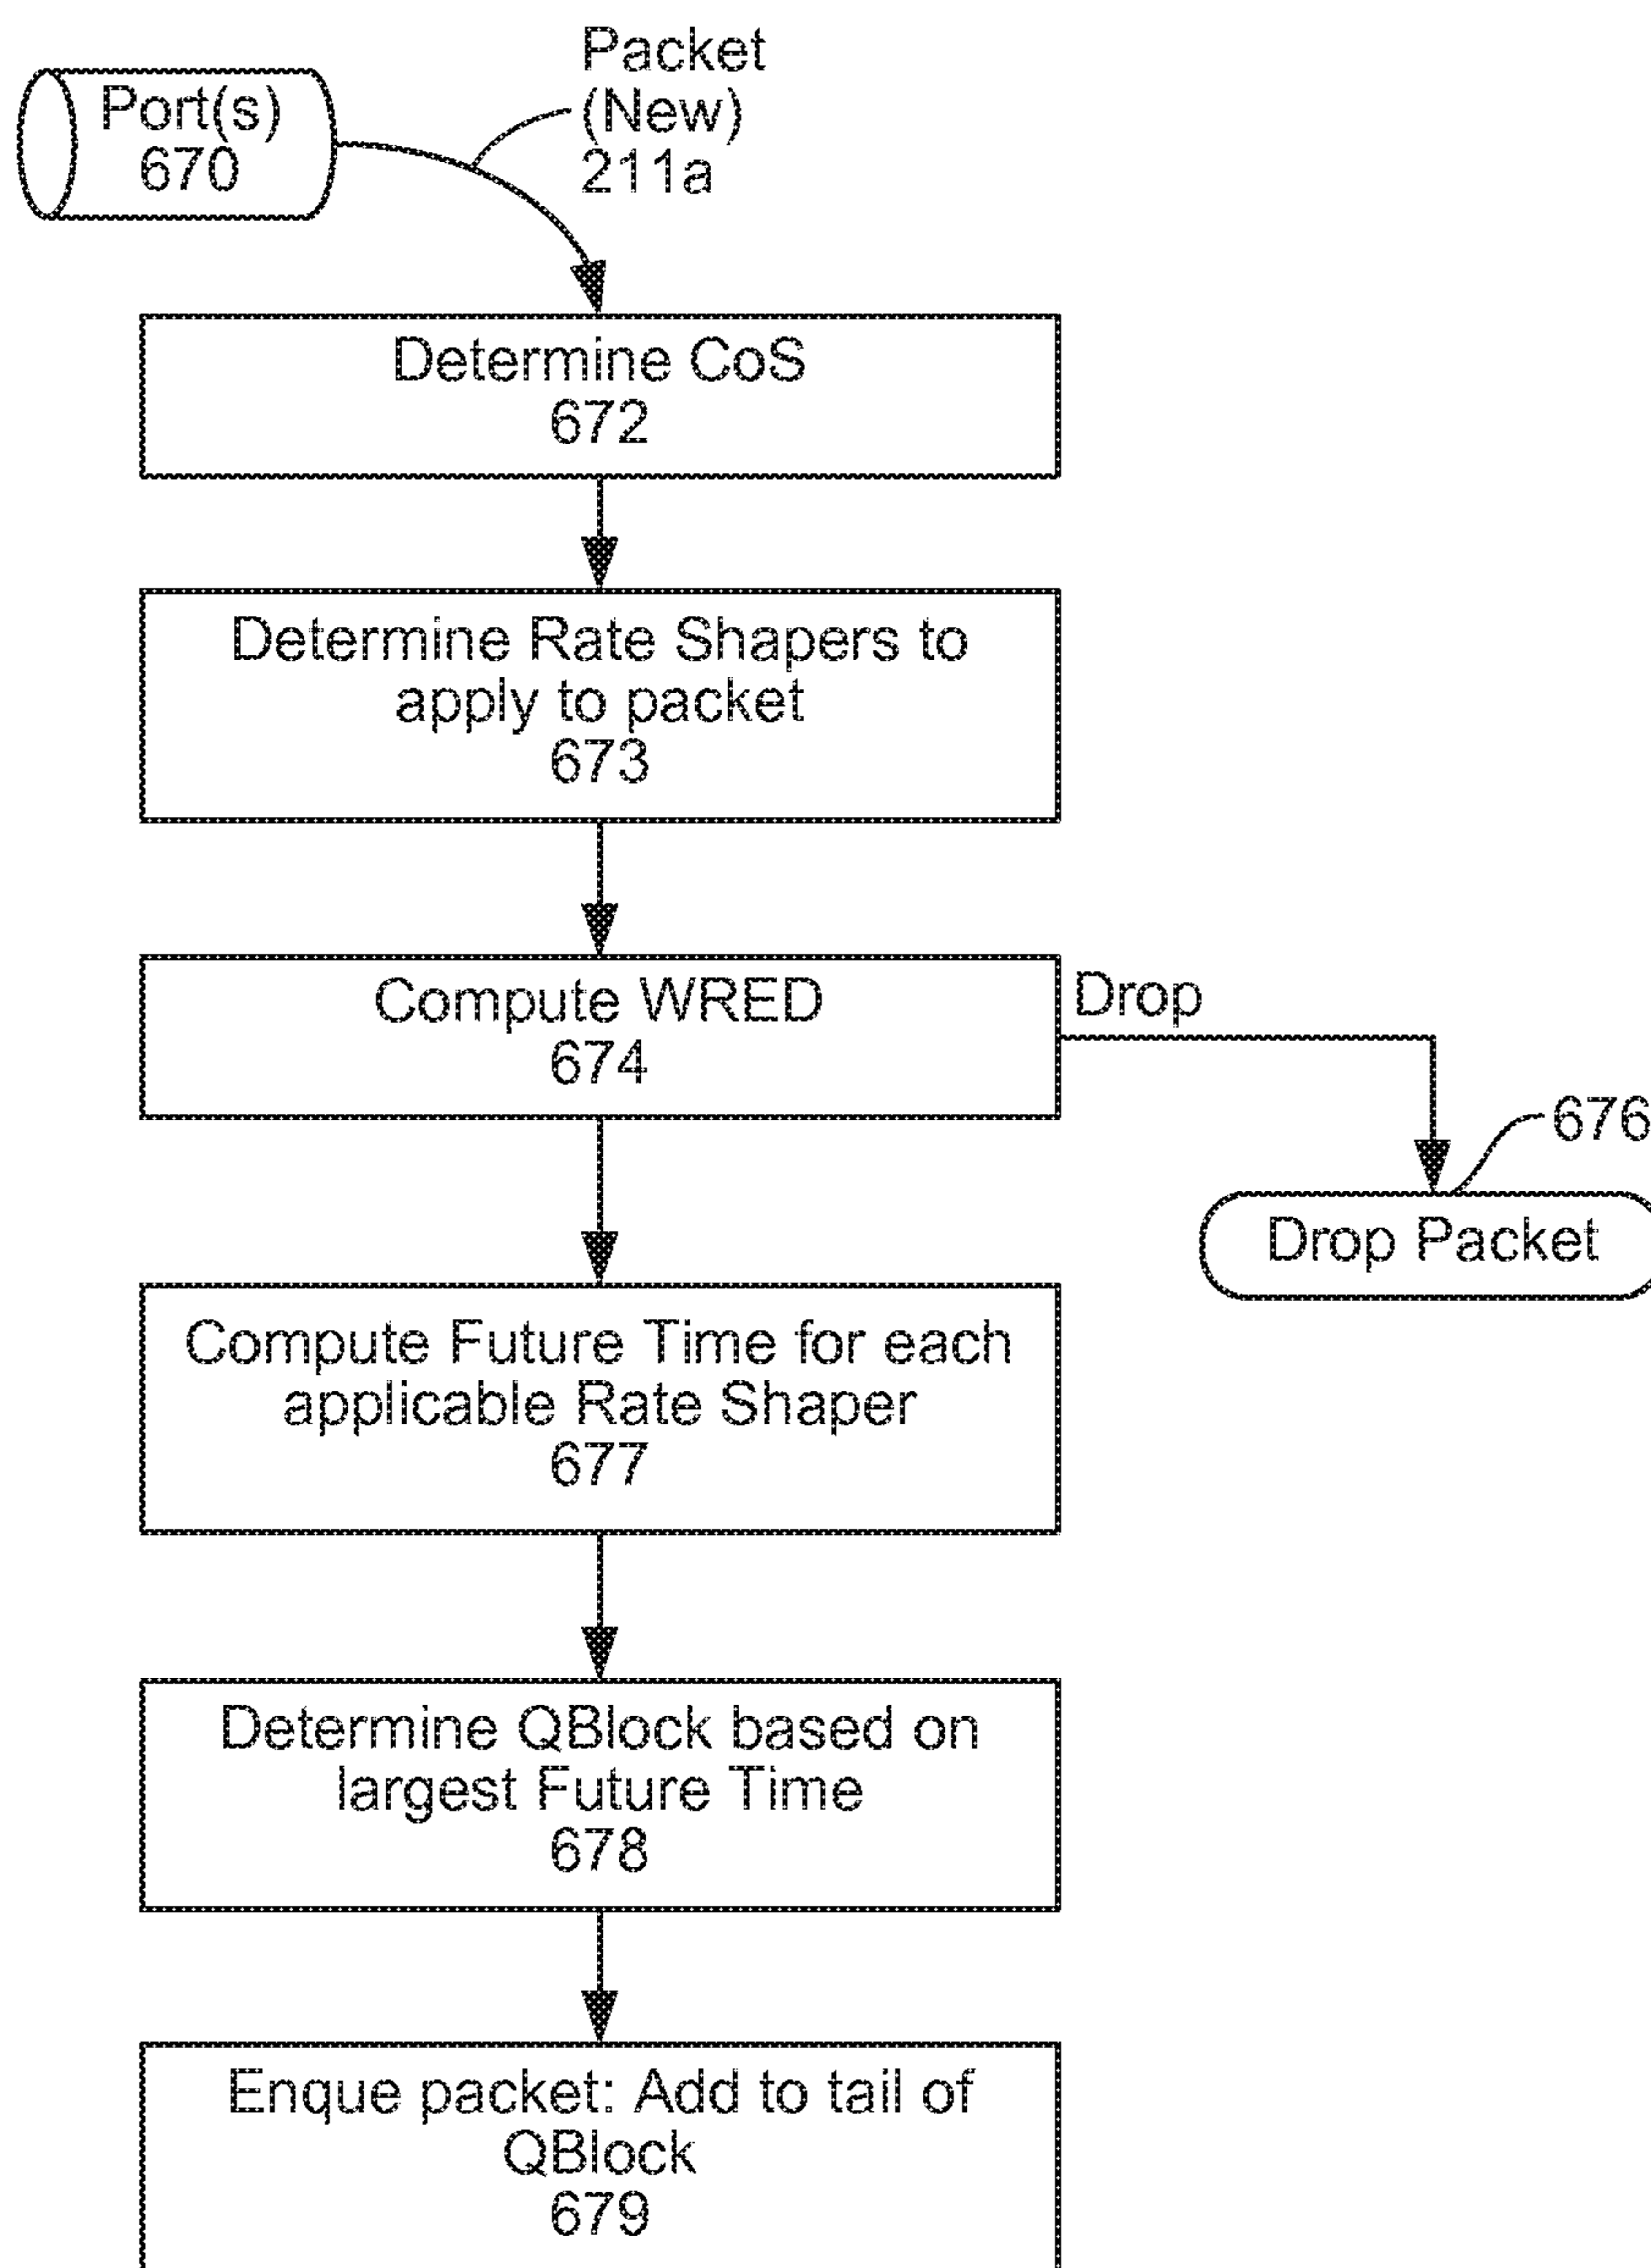 Port(s)
670
Packet
(New)
211a
Determine CoS
672
Determine Rate Shapers to
apply to packet
673
Compute WRED
674
Drop
676
Drop Packet
Compute Future Time for each
applicable Rate Shaper
677
Determine QBlock based on
largest Future Time
678
Enque packet: Add to tail of
QBlock
679